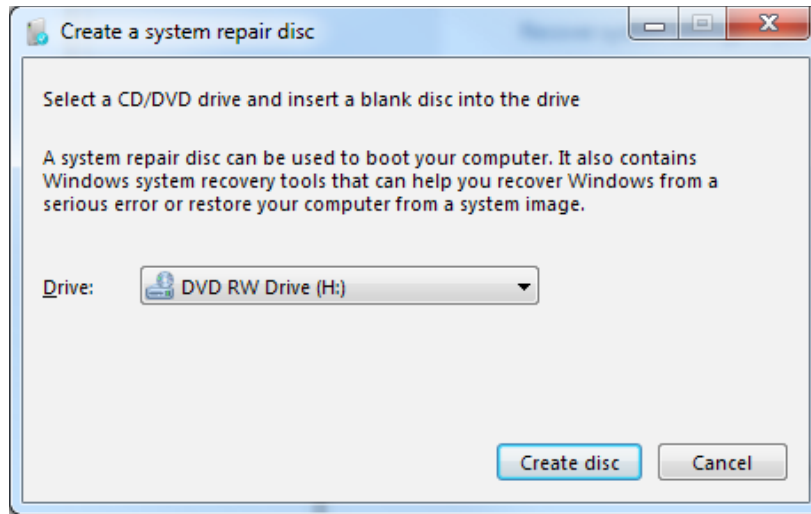 Create a system repair disc
Select a CD/DVD drive and insert a blank disc into the drive
A system repair disc can be used to boot your computer. It also contains
Windows system recovery tools that can help you recover Windows from a
serious error or restore your computer from a system image.
Drive: DVD RW Drive (H:)
Create disc Cancel